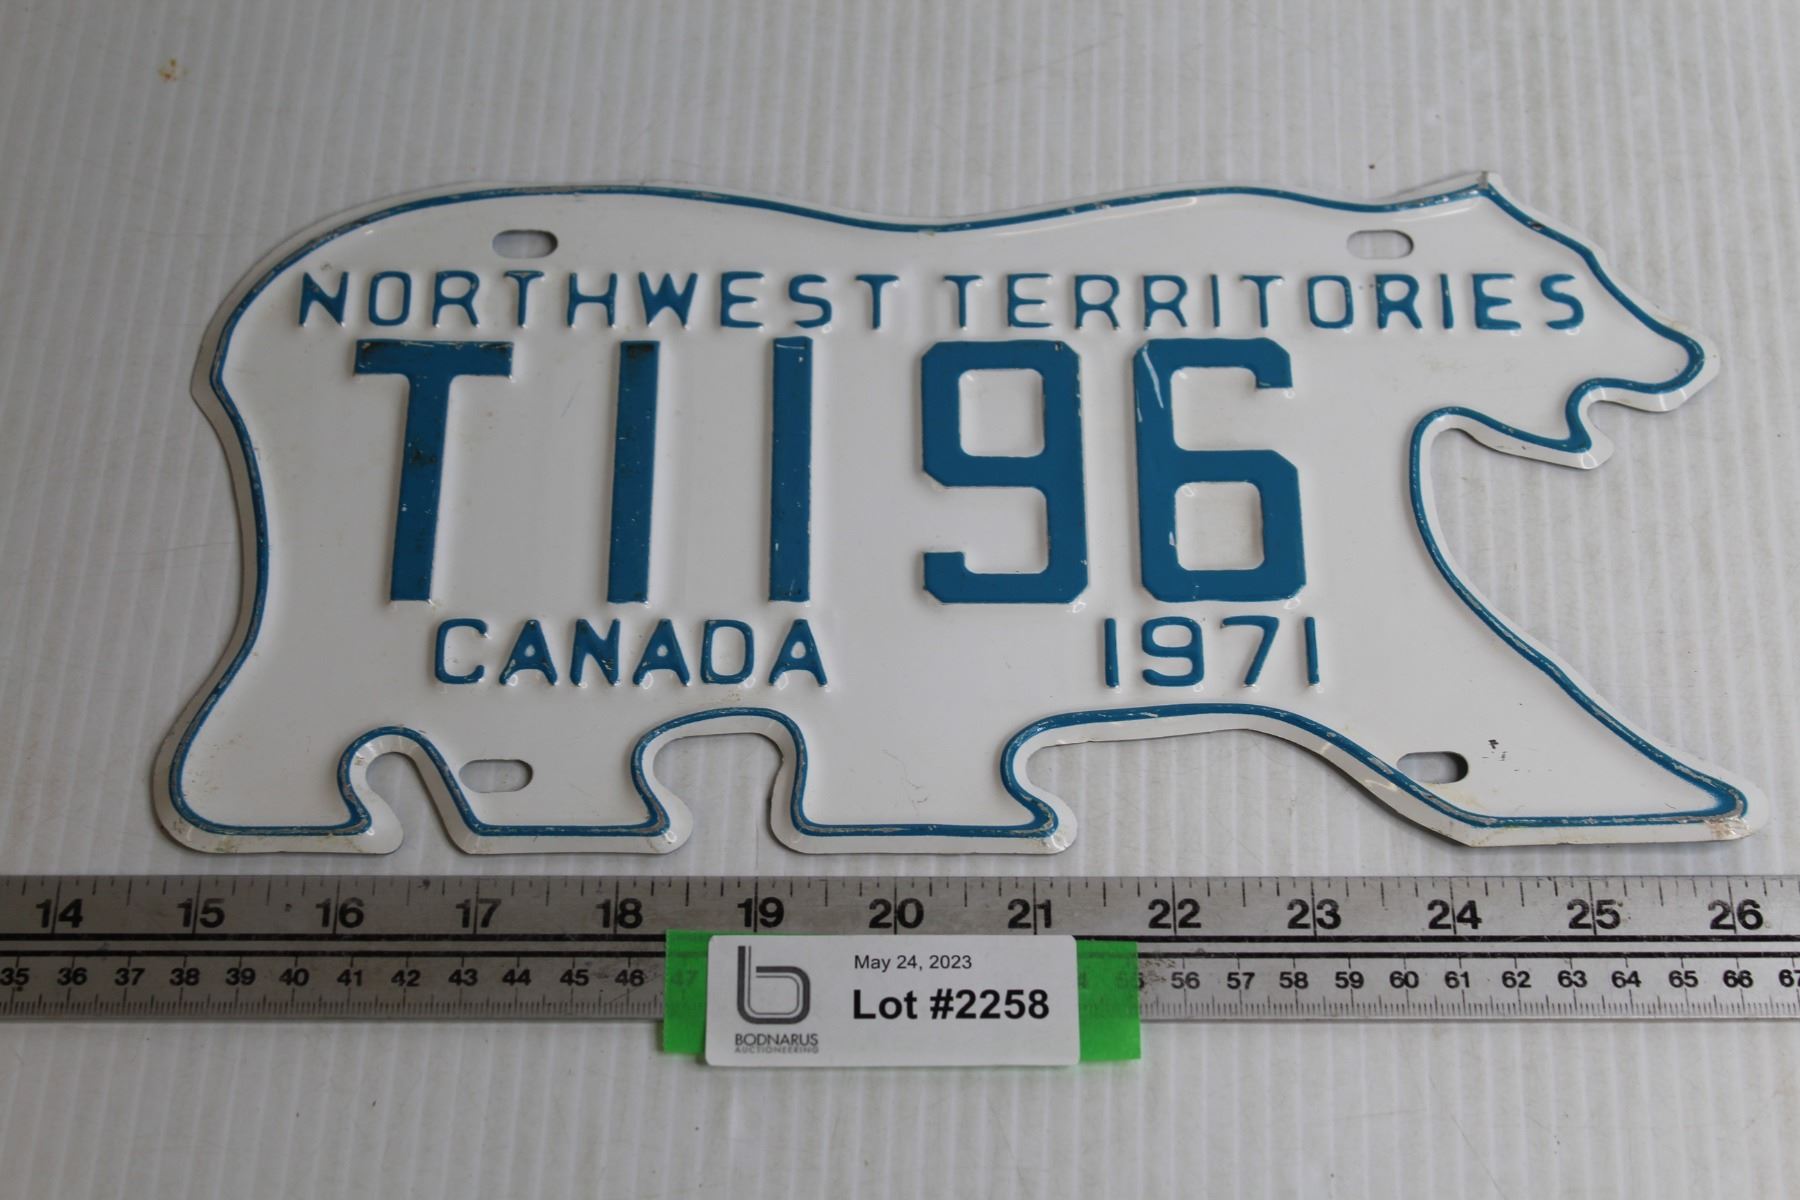 NORTHWEST TERRITORIES
T1196
CANADA 1971
14 15 16 17 18 19 20 21 22 23 24 25 26
35 36 37 38 39 40 41 42 43 44 45 46 47 55 56 57 58 59 60 61 62 63 64 65 66 67
May 24, 2023
Lot #2258
BODNARUS
AUCTIONEERING